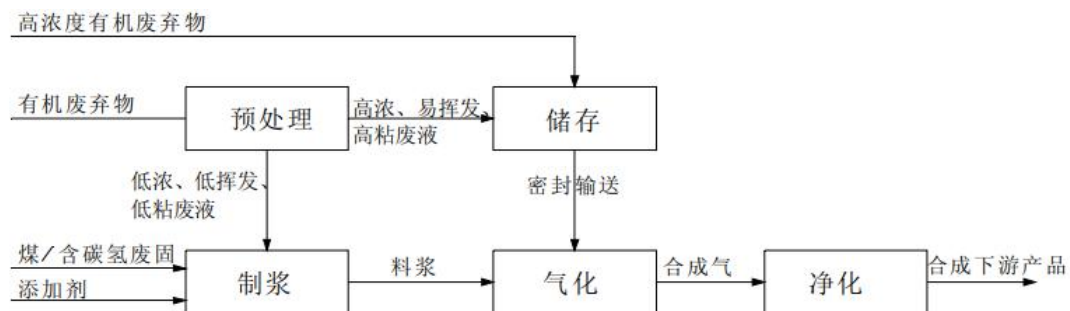 高浓度有机废弃物
有机废弃物
预处理
高浓、易挥发、
高粘废液
储存
低浓、低挥发、
低粘废液
密封输送
煤/含碳氢废固
添加剂
制浆
料浆
气化
合成气
净化
合成下游产品